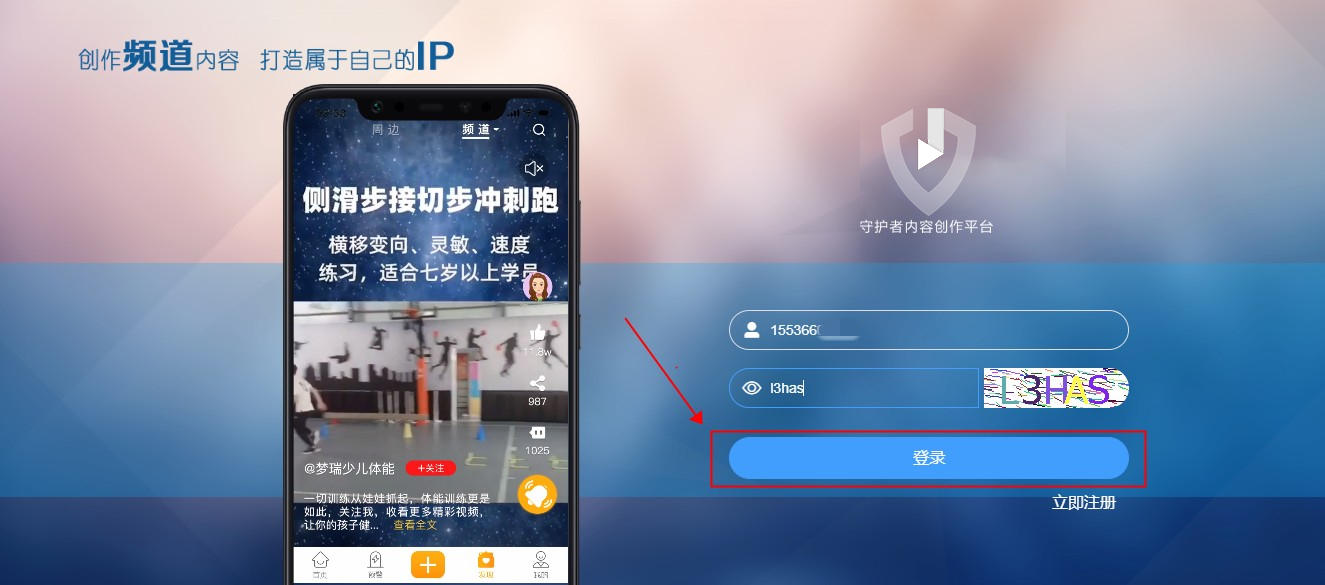 创作频道内容 打造属于自己的IP
周边
频道
侧滑步接切步冲刺跑
横移变向、灵敏、速度
练习，适合七岁以上学员
11.8w
987
1025
@梦瑞少儿体能
+关注
一切训练从娃娃抓起，体能训练更是
如此，关注我，收看更多精彩视频，
让你的孩子健... 查看全文
首页
预警
发现
我的
守护者内容创作平台
155366
l3has
L3HAS
登录
立即注册